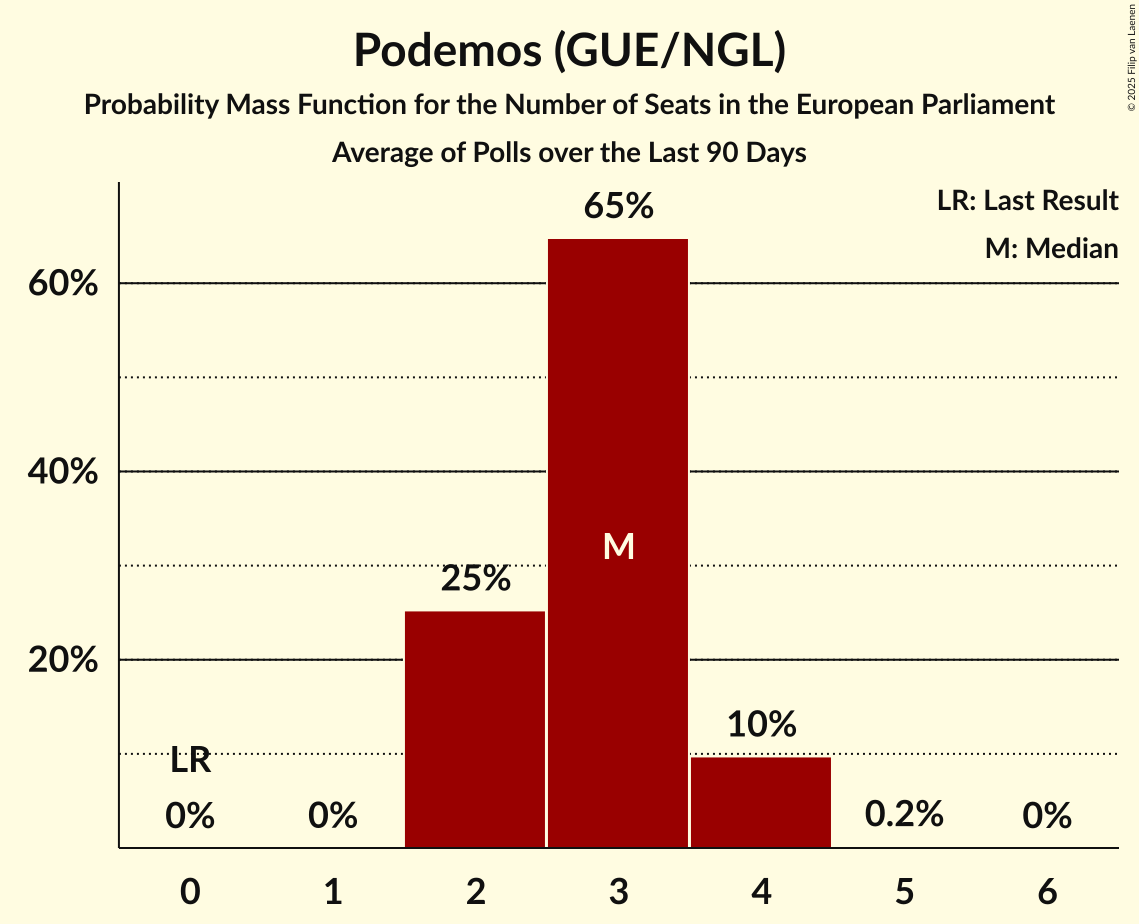 Podemos (GUE/NGL)
Probability Mass Function for the Number of Seats in the European Parliament
Average of Polls over the Last 90 Days
© 2025 Filip van Laenen
LR: Last Result
M: Median
65%
60%
40%
M
25%
20%
10%
LR
0%
0%
0.2%
0%
0 1 2 3 4 5 6